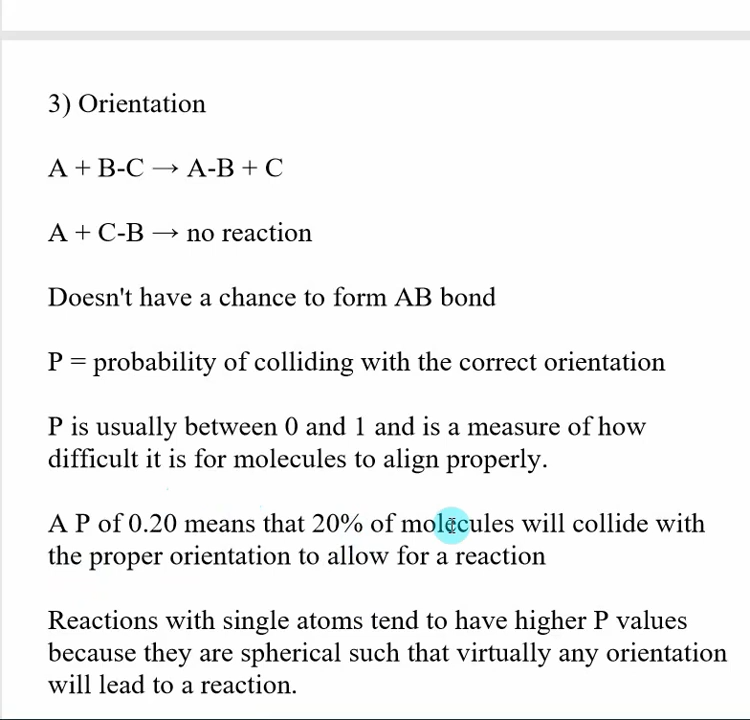 3) Orientation
A + B-C → A-B + C
A + C-B → no reaction
Doesn't have a chance to form AB bond
P = probability of colliding with the correct orientation
P is usually between 0 and 1 and is a measure of how
difficult it is for molecules to align properly.
A P of 0.20 means that 20% of molecules will collide with
the proper orientation to allow for a reaction
Reactions with single atoms tend to have higher P values
because they are spherical such that virtually any orientation
will lead to a reaction.